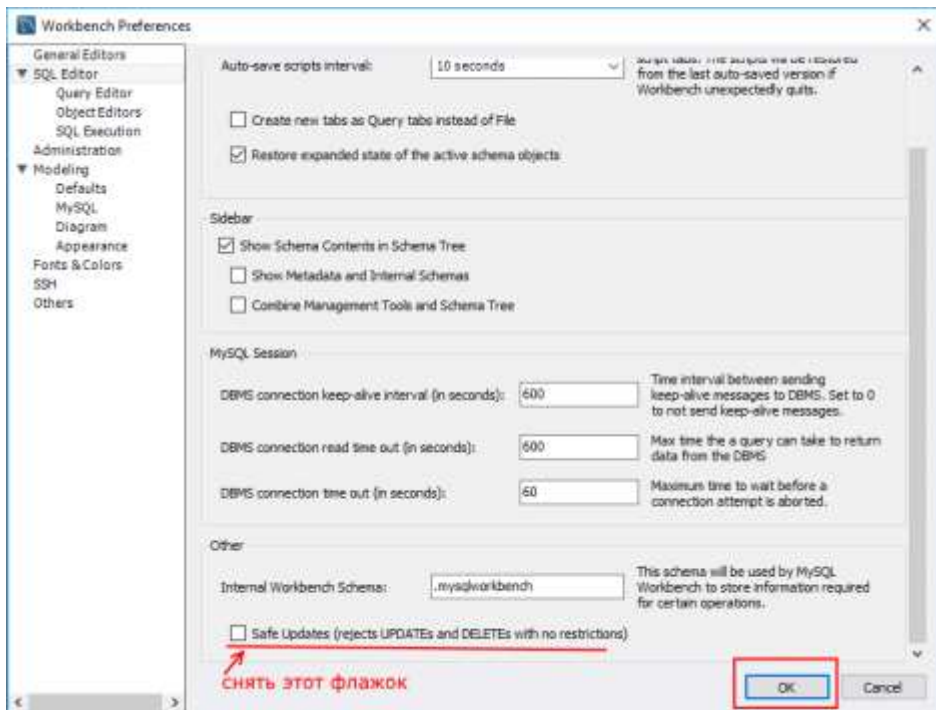 Workbench Preferences
General Editors
SQL Editor
Query Editor
Object Editors
SQL Execution
Administration
Modeling
Defaults
MySQL
Diagram
Appearance
Fonts & Colors
SSH
Others
script tabs. The scripts will be restored
Auto-save scripts interval: 10 seconds
from the last auto-saved version if
Workbench unexpectedly quits.
Create new tabs as Query tabs instead of File
Restore expanded state of the active schema objects
Sidebar
Show Schema Contents in Schema Tree
Show Metadata and Internal Schemas
Combine Management Tools and Schema Tree
MySQL Session
DBMS connection keep-alive interval (in seconds): 600
Time interval between sending
keep-alive messages to DBMS. Set to 0
to not send keep-alive messages.
DBMS connection read time out (in seconds): 600
Max time the a query can take to return
data from the DBMS
DBMS connection time out (in seconds): 60
Maximum time to wait before a
connection attempt is aborted.
Other
Internal Workbench Schema: .mysqlworkbench
This schema will be used by MySQL
Workbench to store information required
for certain operations.
Safe Updates (rejects UPDATEs and DELETEs with no restrictions)
снять этот флажок
OK
Cancel